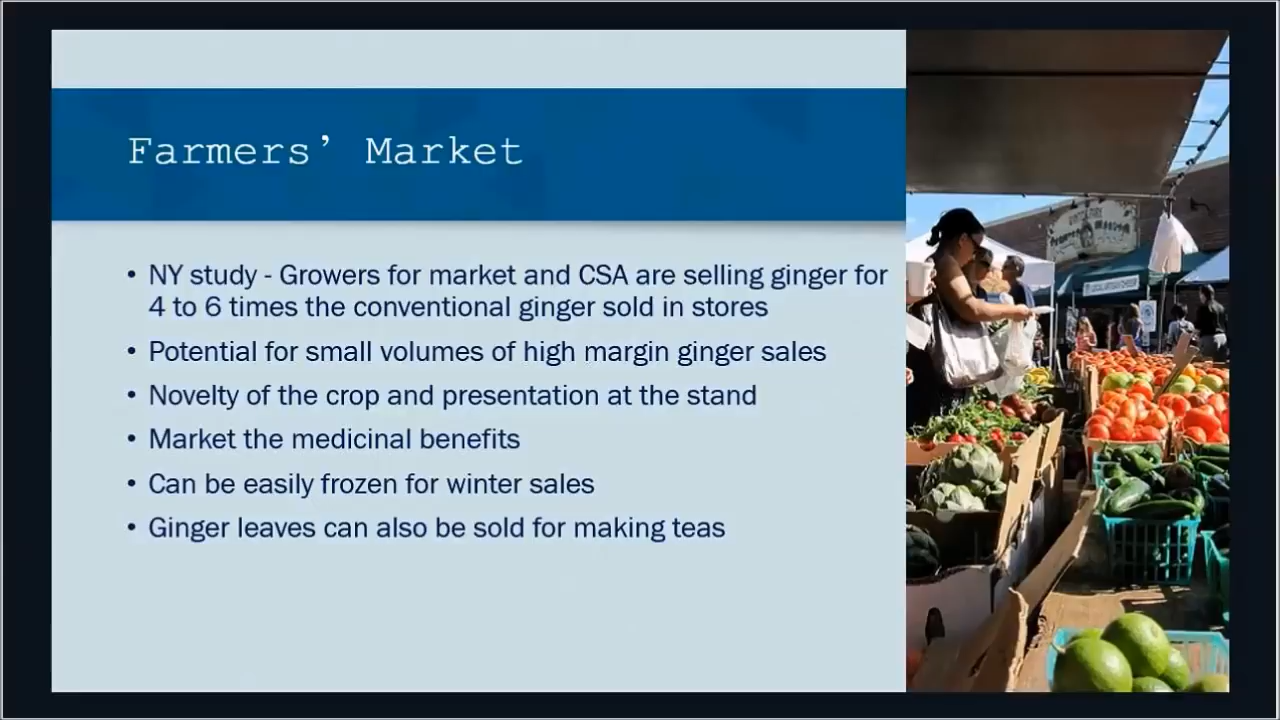 Farmers’ Market
• NY study - Growers for market and CSA are selling ginger for
4 to 6 times the conventional ginger sold in stores
• Potential for small volumes of high margin ginger sales
• Novelty of the crop and presentation at the stand
• Market the medicinal benefits
• Can be easily frozen for winter sales
• Ginger leaves can also be sold for making teas